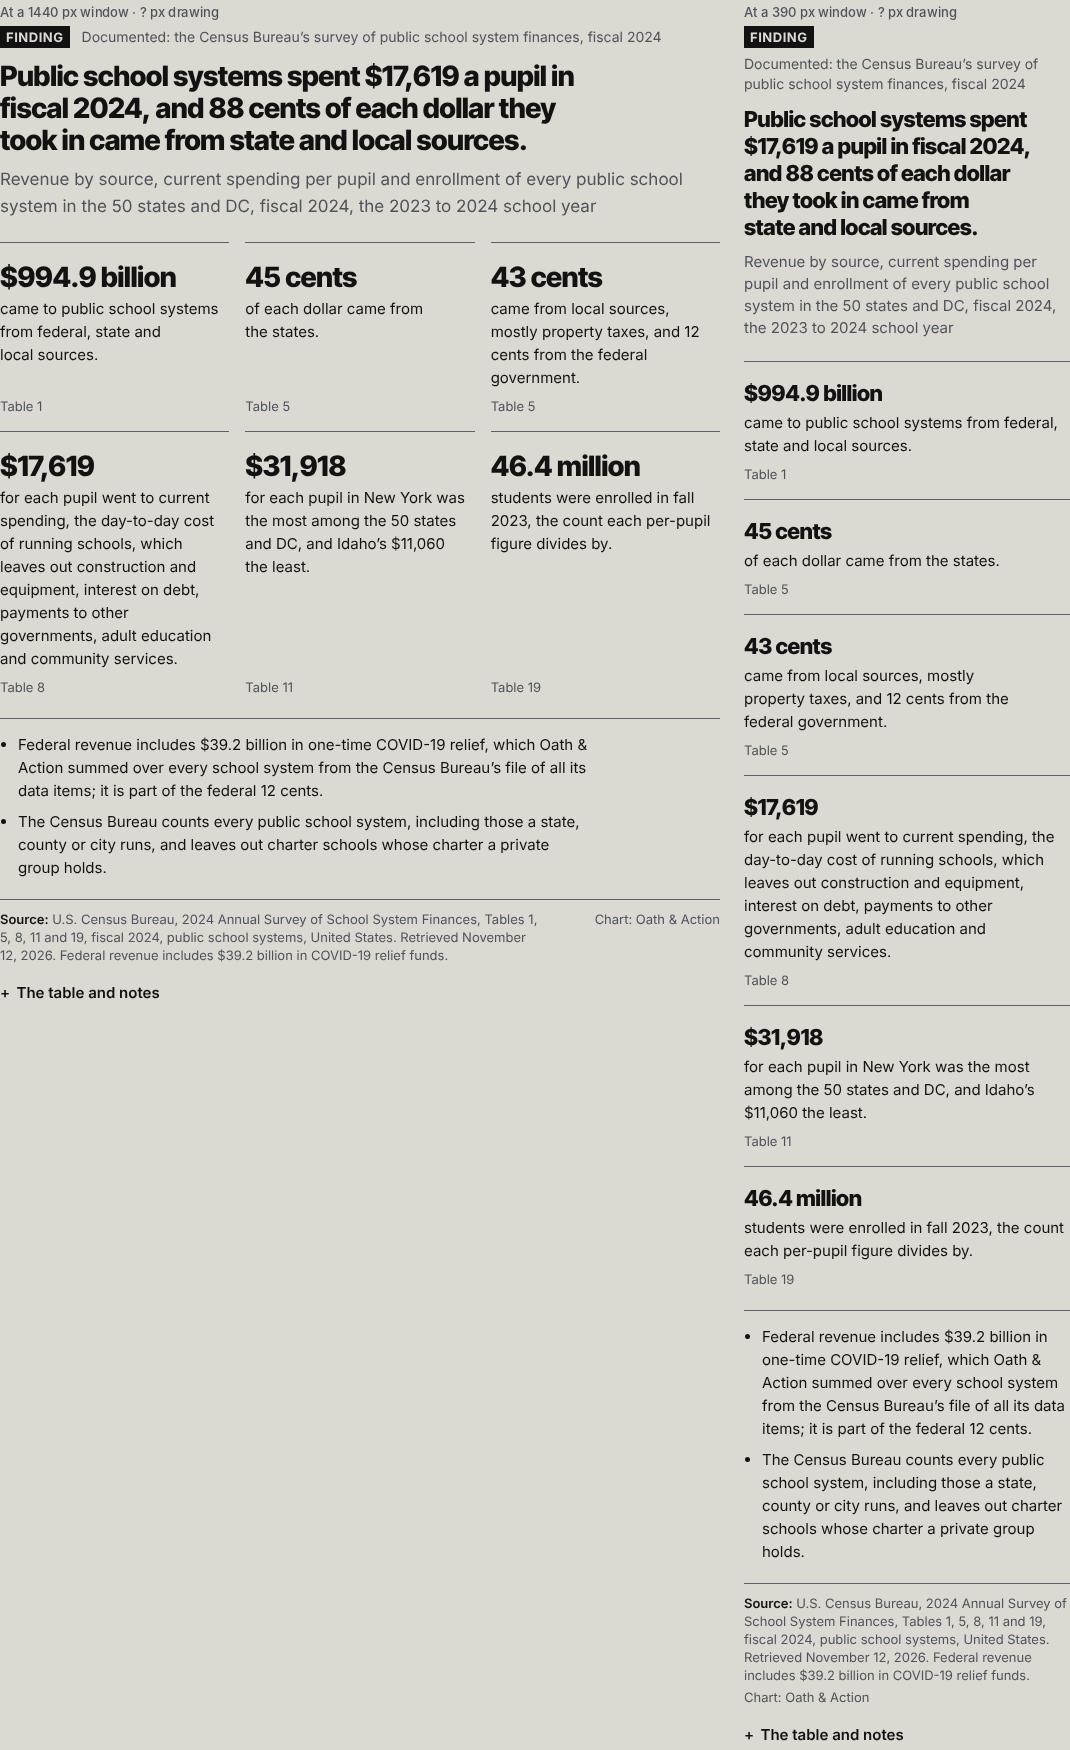 At a 1440 px window · ? px drawing
FINDING Documented: the Census Bureau’s survey of public school system finances, fiscal 2024
Public school systems spent $17,619 a pupil in
fiscal 2024, and 88 cents of each dollar they
took in came from state and local sources.
Revenue by source, current spending per pupil and enrollment of every public school
system in the 50 states and DC, fiscal 2024, the 2023 to 2024 school year
$994.9 billion
came to public school systems
from federal, state and
local sources.
Table 1
45 cents
of each dollar came from
the states.
Table 5
43 cents
came from local sources,
mostly property taxes, and 12
cents from the federal
government.
Table 5
$17,619
for each pupil went to current
spending, the day-to-day cost
of running schools, which
leaves out construction and
equipment, interest on debt,
payments to other
governments, adult education
and community services.
Table 8
$31,918
for each pupil in New York was
the most among the 50 states
and DC, and Idaho’s $11,060
the least.
Table 11
46.4 million
students were enrolled in fall
2023, the count each per-pupil
figure divides by.
Table 19
• Federal revenue includes $39.2 billion in one-time COVID-19 relief, which Oath &
Action summed over every school system from the Census Bureau’s file of all its
data items; it is part of the federal 12 cents.
• The Census Bureau counts every public school system, including those a state,
county or city runs, and leaves out charter schools whose charter a private
group holds.
Source: U.S. Census Bureau, 2024 Annual Survey of School System Finances, Tables 1,
5, 8, 11 and 19, fiscal 2024, public school systems, United States. Retrieved November
12, 2026. Federal revenue includes $39.2 billion in COVID-19 relief funds.
Chart: Oath & Action
+ The table and notes
At a 390 px window · ? px drawing
FINDING
Documented: the Census Bureau’s survey of
public school system finances, fiscal 2024
Public school systems spent
$17,619 a pupil in fiscal 2024,
and 88 cents of each dollar
they took in came from
state and local sources.
Revenue by source, current spending per
pupil and enrollment of every public school
system in the 50 states and DC, fiscal 2024,
the 2023 to 2024 school year
$994.9 billion
came to public school systems from federal,
state and local sources.
Table 1
45 cents
of each dollar came from the states.
Table 5
43 cents
came from local sources, mostly
property taxes, and 12 cents from the
federal government.
Table 5
$17,619
for each pupil went to current spending, the
day-to-day cost of running schools, which
leaves out construction and equipment,
interest on debt, payments to other
governments, adult education and
community services.
Table 8
$31,918
for each pupil in New York was the most
among the 50 states and DC, and Idaho’s
$11,060 the least.
Table 11
46.4 million
students were enrolled in fall 2023, the count
each per-pupil figure divides by.
Table 19
• Federal revenue includes $39.2 billion in
one-time COVID-19 relief, which Oath &
Action summed over every school system
from the Census Bureau’s file of all its data
items; it is part of the federal 12 cents.
• The Census Bureau counts every public
school system, including those a state,
county or city runs, and leaves out charter
schools whose charter a private group
holds.
Source: U.S. Census Bureau, 2024 Annual Survey of
School System Finances, Tables 1, 5, 8, 11 and 19,
fiscal 2024, public school systems, United States.
Retrieved November 12, 2026. Federal revenue
includes $39.2 billion in COVID-19 relief funds.
Chart: Oath & Action
+ The table and notes